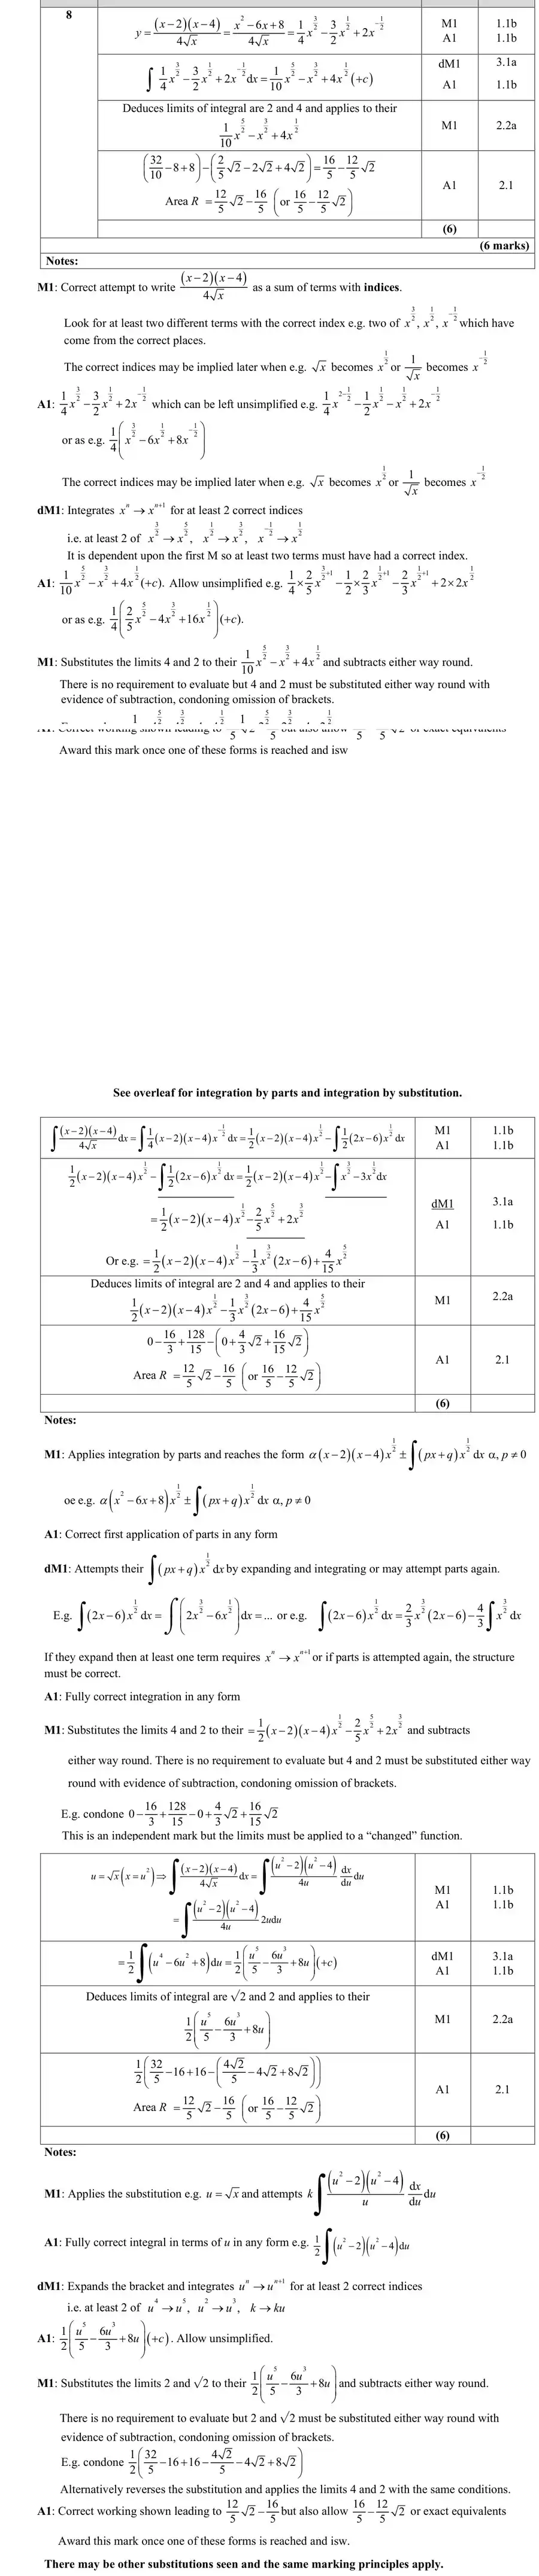 8
y = (x−2)(x−4)/4√x = (x²−6x+8)/4√x = 1/4 x^(3/2) − 3/2 x^(1/2) + 2x^(−1/2)
M1 1.1b
A1 1.1b
∫ 1/4 x^(3/2) − 3/2 x^(1/2) + 2x^(−1/2) dx = 1/10 x^(5/2) − x^(3/2) + 4x^(1/2) (+c)
dM1 3.1a
A1 1.1b
Deduces limits of integral are 2 and 4 and applies to their
1/10 x^(5/2) − x^(3/2) + 4x^(1/2)
M1 2.2a
(32/10 − 8 + 8) − (2/5 √2 − 2√2 + 4√2) = 16/5 − 12/5 √2
Area R = 12/5 √2 − 16/5 (or 16/5 − 12/5 √2)
A1 2.1
(6)
(6 marks)
Notes:
M1: Correct attempt to write (x−2)(x−4)/4√x as a sum of terms with indices.
Look for at least two different terms with the correct index e.g. two of x^(3/2), x^(1/2), x^(−1/2) which have
come from the correct places.
The correct indices may be implied later when e.g. √x becomes x^(1/2) or 1/√x becomes x^(−1/2)
A1: 1/4 x^(3/2) − 3/2 x^(1/2) + 2x^(−1/2) which can be left unsimplified e.g. 1/4 x^(2−1/2) − 1/2 x^(1/2) − x^(1/2) + 2x^(−1/2)
or as e.g. 1/4 (x^(3/2) − 6x^(1/2) + 8x^(−1/2))
The correct indices may be implied later when e.g. √x becomes x^(1/2) or 1/√x becomes x^(−1/2)
dM1: Integrates x^n → x^(n+1) for at least 2 correct indices
i.e. at least 2 of x^(3/2) → x^(5/2), x^(1/2) → x^(3/2), x^(−1/2) → x^(1/2)
It is dependent upon the first M so at least two terms must have had a correct index.
A1: 1/10 x^(5/2) − x^(3/2) + 4x^(1/2) (+c). Allow unsimplified e.g. 1/4 × 2/5 x^(3/2+1) − 1/2 × 2/3 x^(1/2+1) − 2/3 x^(1/2+1) + 2×2x^(1/2)
or as e.g. 1/4 (2/5 x^(5/2) − 4x^(3/2) + 16x^(1/2)) (+c).
M1: Substitutes the limits 4 and 2 to their 1/10 x^(5/2) − x^(3/2) + 4x^(1/2) and subtracts either way round.
There is no requirement to evaluate but 4 and 2 must be substituted either way round with
evidence of subtraction, condoning omission of brackets.
Award this mark once one of these forms is reached and isw
See overleaf for integration by parts and integration by substitution.
∫ (x−2)(x−4)/4√x dx = ∫ 1/4 (x−2)(x−4)x^(−1/2) dx = 1/2 (x−2)(x−4)x^(1/2) − ∫ 1/2 (2x−6)x^(1/2) dx
M1 1.1b
A1 1.1b
1/2 (x−2)(x−4)x^(1/2) − ∫ 1/2 (2x−6)x^(1/2) dx = 1/2 (x−2)(x−4)x^(1/2) − ∫ x^(3/2) − 3x^(1/2) dx
= 1/2 (x−2)(x−4)x^(1/2) − 2/5 x^(5/2) + 2x^(3/2)
Or e.g. = 1/2 (x−2)(x−4)x^(1/2) − 1/3 x^(3/2) (2x−6) + 4/15 x^(5/2)
dM1 3.1a
A1 1.1b
Deduces limits of integral are 2 and 4 and applies to their
1/2 (x−2)(x−4)x^(1/2) − 1/3 x^(3/2) (2x−6) + 4/15 x^(5/2)
M1 2.2a
0 − 16/3 + 128/15 − (0 + 4/3 √2 + 16/15 √2)
Area R = 12/5 √2 − 16/5 (or 16/5 − 12/5 √2)
A1 2.1
(6)
Notes:
M1: Applies integration by parts and reaches the form α(x−2)(x−4)x^(1/2) ± ∫ (px+q)x^(1/2) dx α, p ≠ 0
oe e.g. α(x²−6x+8)x^(1/2) ± ∫ (px+q)x^(1/2) dx α, p ≠ 0
A1: Correct first application of parts in any form
dM1: Attempts their ∫ (px+q)x^(1/2) dx by expanding and integrating or may attempt parts again.
E.g. ∫ (2x−6)x^(1/2) dx = ∫ (2x^(3/2) − 6x^(1/2)) dx = ... or e.g. ∫ (2x−6)x^(1/2) dx = 2/3 x^(3/2) (2x−6) − 4/3 ∫ x^(3/2) dx
If they expand then at least one term requires x^n → x^(n+1) or if parts is attempted again, the structure
must be correct.
A1: Fully correct integration in any form
M1: Substitutes the limits 4 and 2 to their = 1/2 (x−2)(x−4)x^(1/2) − 2/5 x^(5/2) + 2x^(3/2) and subtracts
either way round. There is no requirement to evaluate but 4 and 2 must be substituted either way
round with evidence of subtraction, condoning omission of brackets.
E.g. condone 0 − 16/3 + 128/15 − 0 + 4/3 √2 + 16/15 √2
This is an independent mark but the limits must be applied to a “changed” function.
u = √x (x = u²) ⇒ ∫ (x−2)(x−4)/4√x dx = ∫ (u²−2)(u²−4)/4u dx/du du
= ∫ (u²−2)(u²−4)/4u 2udu
M1 1.1b
A1 1.1b
= 1/2 ∫ (u⁴ − 6u² + 8) du = 1/2 (u⁵/5 − 6u³/3 + 8u) (+c)
dM1 3.1a
A1 1.1b
Deduces limits of integral are √2 and 2 and applies to their
1/2 (u⁵/5 − 6u³/3 + 8u)
M1 2.2a
1/2 (32/5 − 16 + 16 − (4√2/5 − 4√2 + 8√2))
Area R = 12/5 √2 − 16/5 (or 16/5 − 12/5 √2)
A1 2.1
(6)
Notes:
M1: Applies the substitution e.g. u = √x and attempts k ∫ (u²−2)(u²−4)/u dx/du du
A1: Fully correct integral in terms of u in any form e.g. 1/2 ∫ (u²−2)(u²−4) du
dM1: Expands the bracket and integrates u^n → u^(n+1) for at least 2 correct indices
i.e. at least 2 of u⁴ → u⁵, u² → u³, k → ku
A1: 1/2 (u⁵/5 − 6u³/3 + 8u) (+c). Allow unsimplified.
M1: Substitutes the limits 2 and √2 to their 1/2 (u⁵/5 − 6u³/3 + 8u) and subtracts either way round.
There is no requirement to evaluate but 2 and √2 must be substituted either way round with
evidence of subtraction, condoning omission of brackets.
E.g. condone 1/2 (32/5 − 16 + 16 − 4√2/5 − 4√2 + 8√2)
Alternatively reverses the substitution and applies the limits 4 and 2 with the same conditions.
A1: Correct working shown leading to 12/5 √2 − 16/5 but also allow 16/5 − 12/5 √2 or exact equivalents
Award this mark once one of these forms is reached and isw.
There may be other substitutions seen and the same marking principles apply.